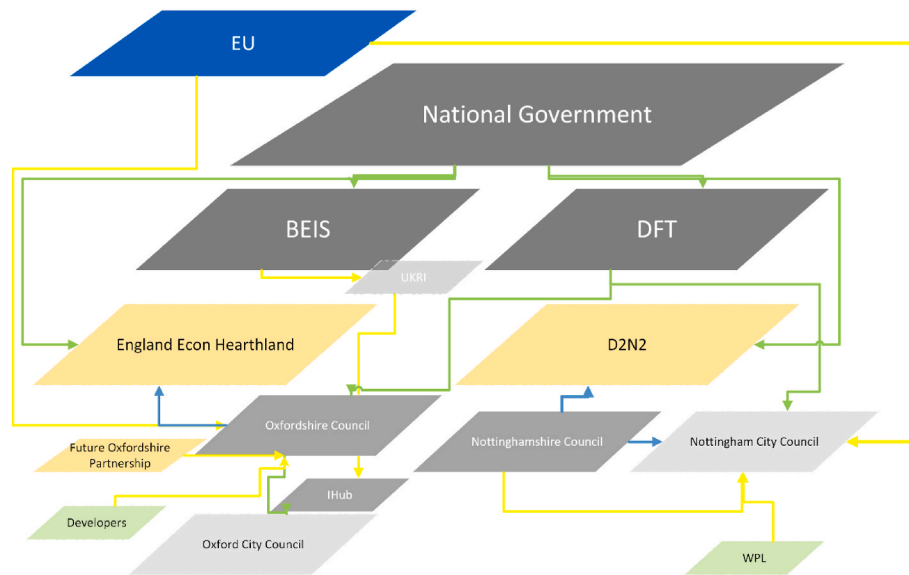 EU
National Government
BEIS
DFT
UKRI
England Econ Hearthland
D2N2
Oxfordshire Council
Nottinghamshire Council
Nottingham City Council
Future Oxfordshire
Partnership
IHub
Developers
Oxford City Council
WPL